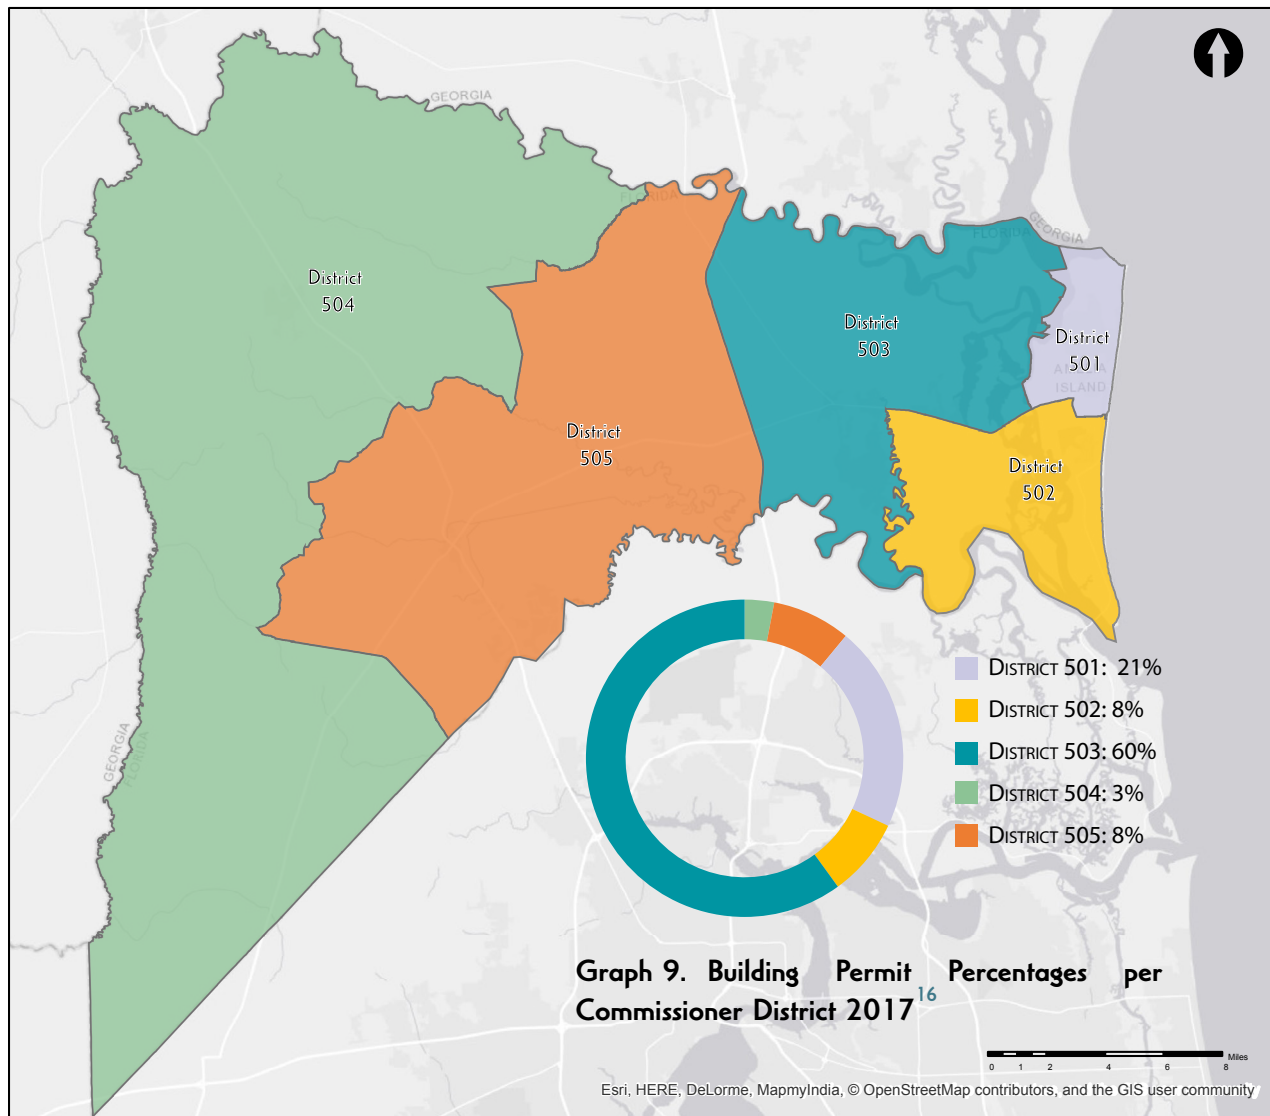 GEORGIA
FLORIDA
GEORGIA
FLORIDA
District
504
District
503
District
501
AMELIA
ISLAND
District
505
District
502
DISTRICT 501: 21%
DISTRICT 502: 8%
DISTRICT 503: 60%
DISTRICT 504: 3%
DISTRICT 505: 8%
GEORGIA
FLORIDA
Graph 9. Building Permit Percentages per
Commissioner District 2017 16
Miles
0 1 2 4 6 8
Esri, HERE, DeLorme, MapmyIndia, © OpenStreetMap contributors, and the GIS user community